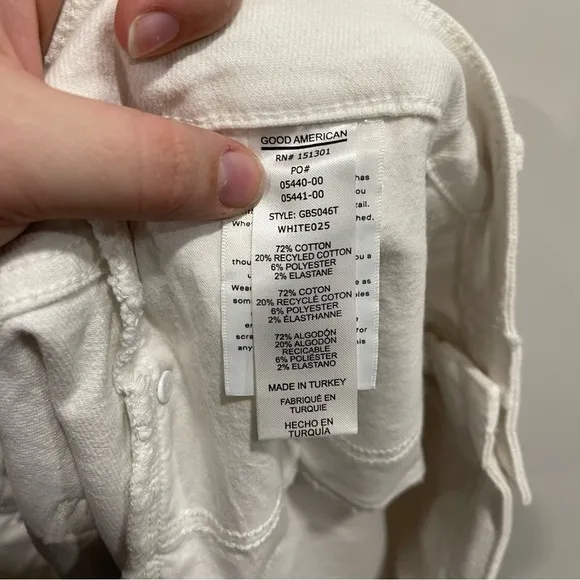 GOOD AMERICAN
RN# 151301
PO#
05440-00
05441-00
STYLE: GBS046T
WHITE025
72% COTTON
20% RECYLED COTTON
6% POLYESTER
2% ELASTANE
72% COTON
20% RECYCLÉ COTON
6% POLYESTER
2% ÉLASTHANNE
72% ALGODÓN
20% ALGODÓN
RECICABLE
6% POLIÉSTER
2% ELASTANO
MADE IN TURKEY
FABRIQUÉ EN
TURQUIE
HECHO EN
TURQUÍA